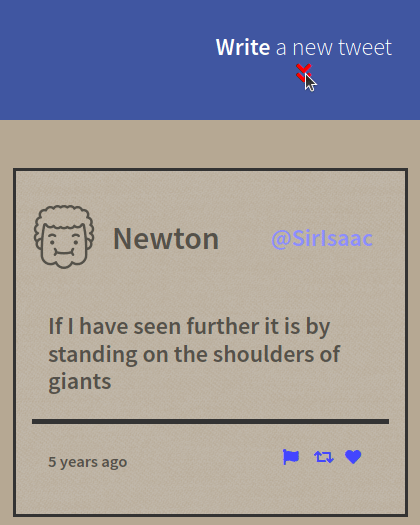 Write a new tweet
Newton
@SirIsaac
If I have seen further it is by
standing on the shoulders of
giants
5 years ago